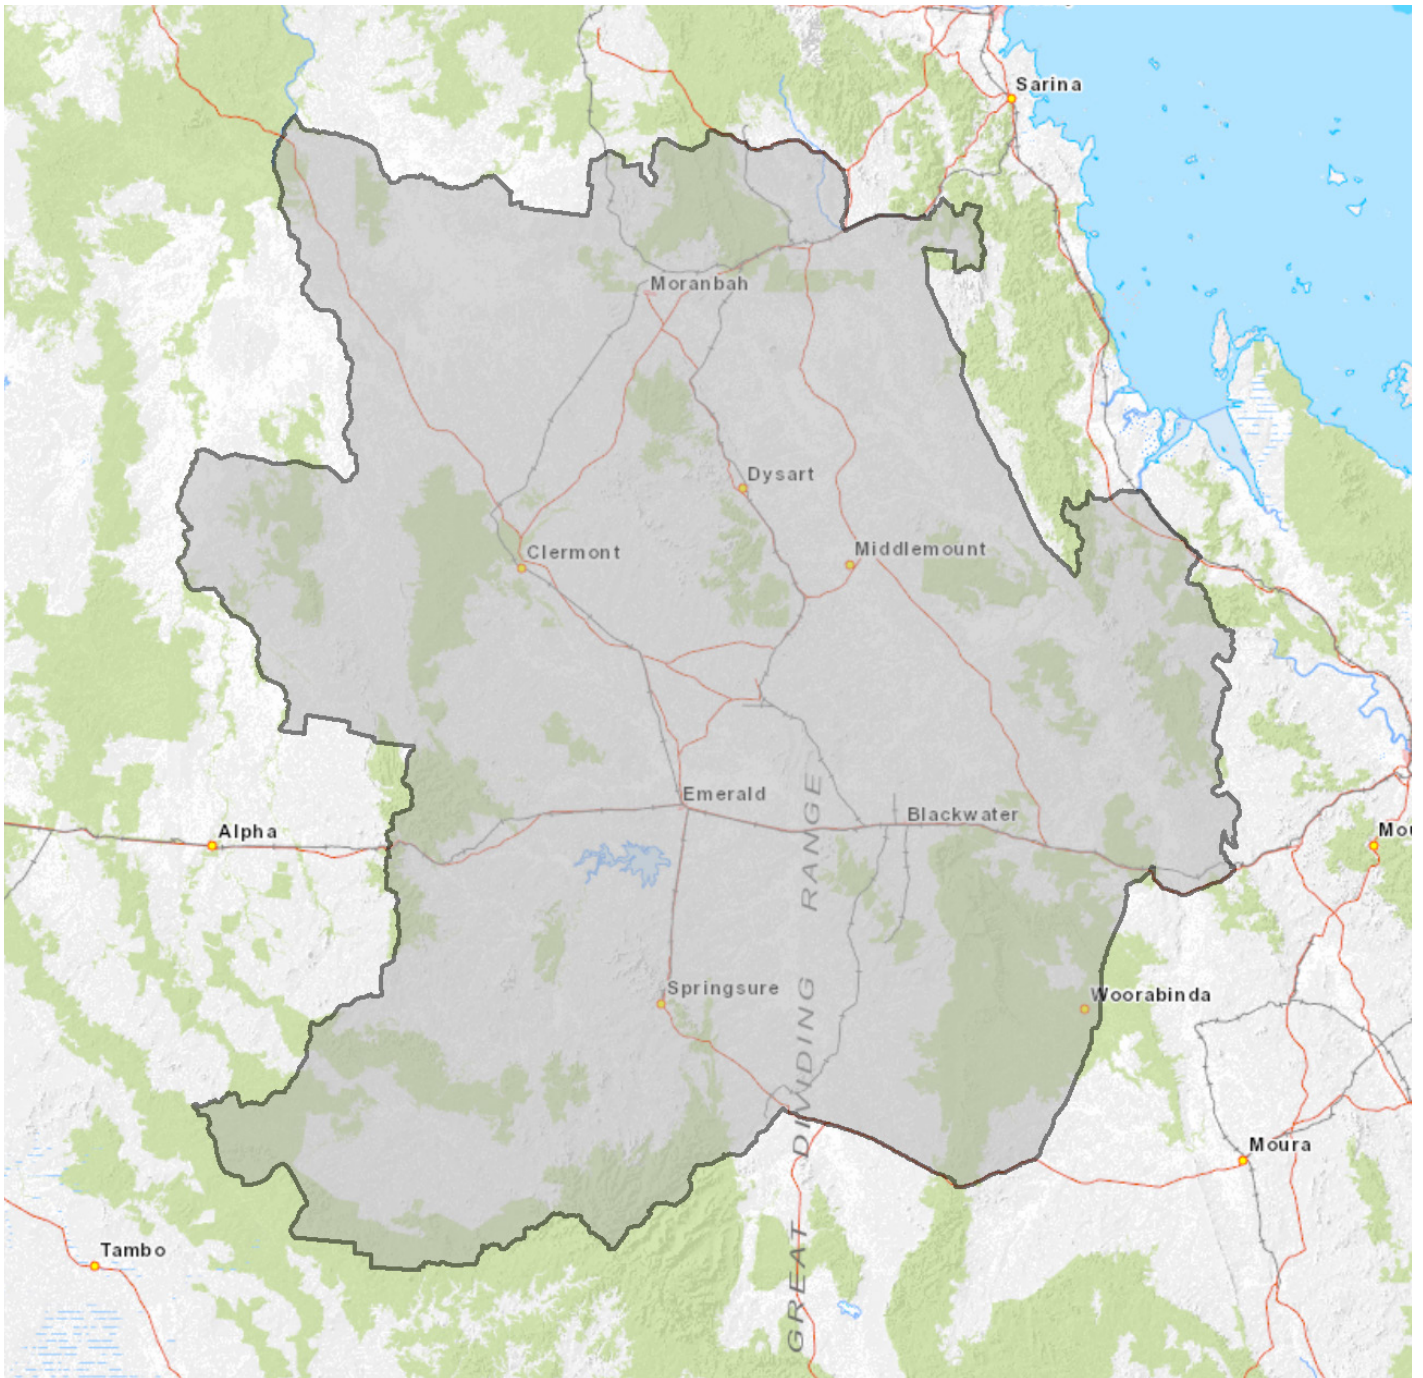 Sarina
Moranbah
Dysart
Middlemount
Clermont
Emerald
Blackwater
Alpha
Mou
Springsure
Woorabinda
Moura
Tambo
GREAT DIVIDING RANGE